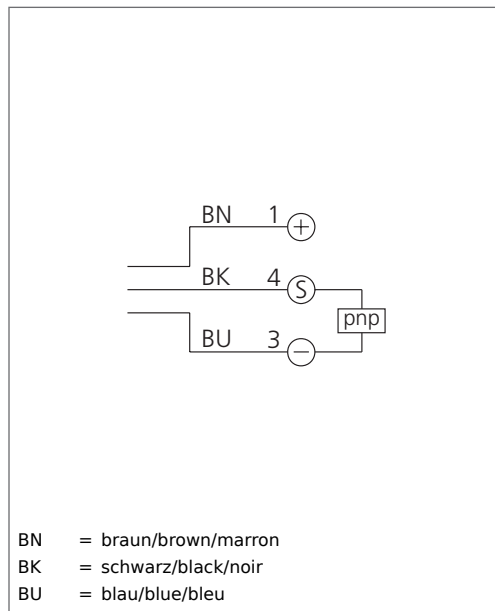 BN 1 +
BK 4 S
pnp
BU 3 −
BN = braun/brown/marron
BK = schwarz/black/noir
BU = blau/blue/bleu